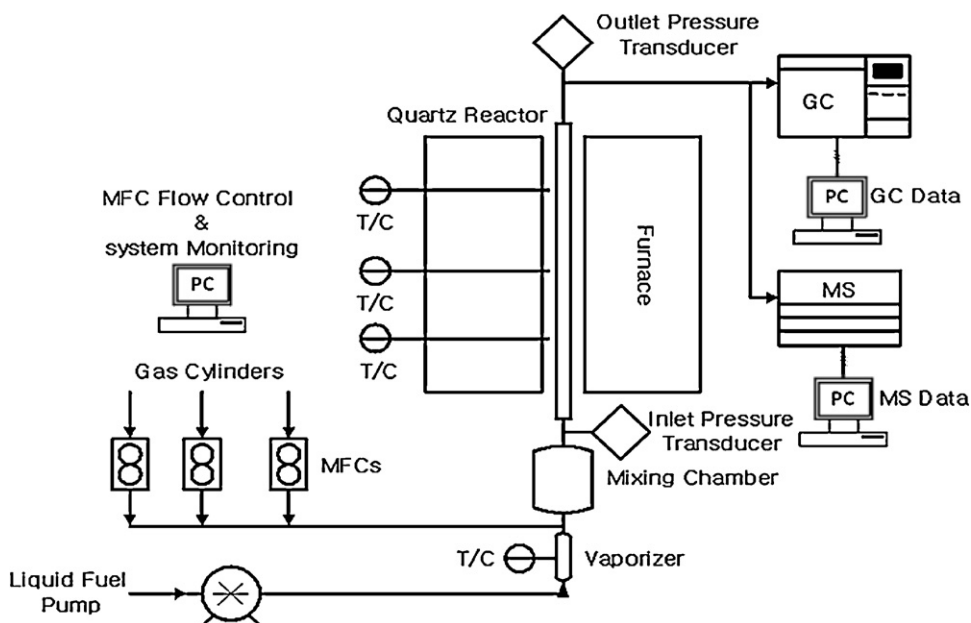 Outlet Pressure
Transducer
GC
Quartz Reactor
PC
GC Data
MFC Flow Control
&
system Monitoring
PC
T/C
T/C
T/C
Furnace
MS
PC
MS Data
Gas Cylinders
MFCs
Inlet Pressure
Transducer
Mixing Chamber
T/C
Vaporizer
Liquid Fuel
Pump